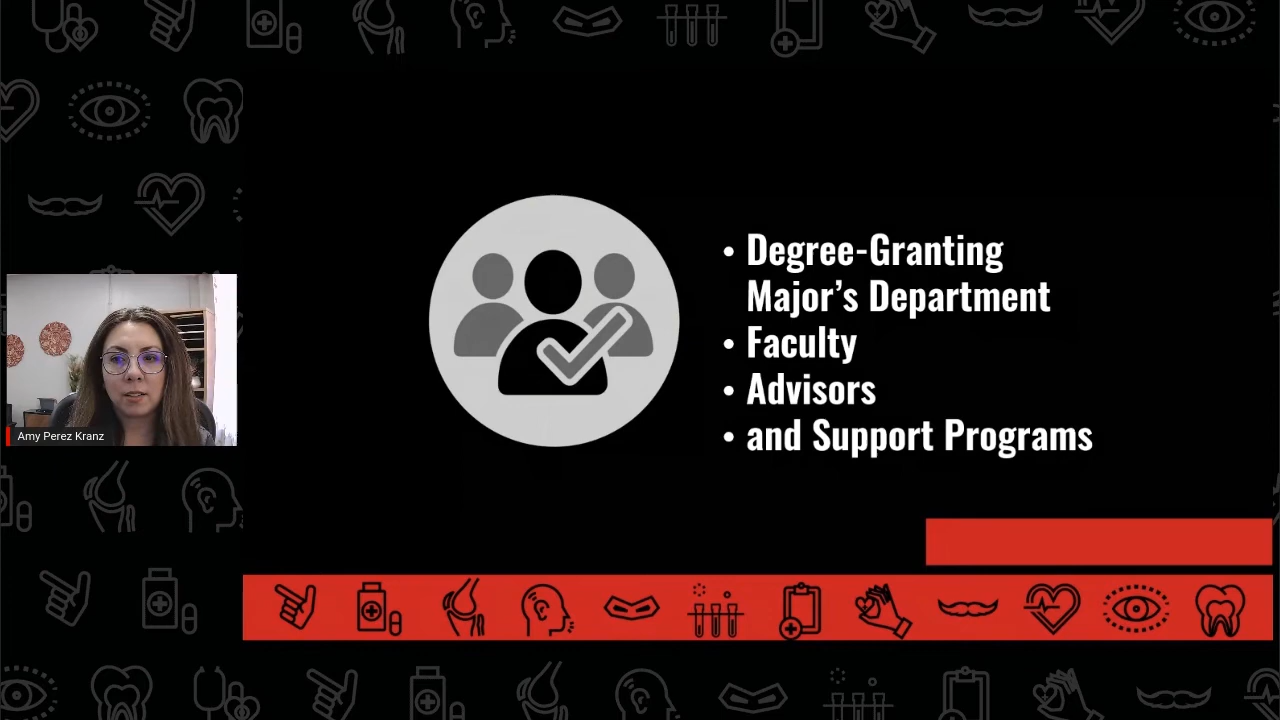 • Degree-Granting
Major’s Department
• Faculty
• Advisors
• and Support Programs
Amy Perez Kranz